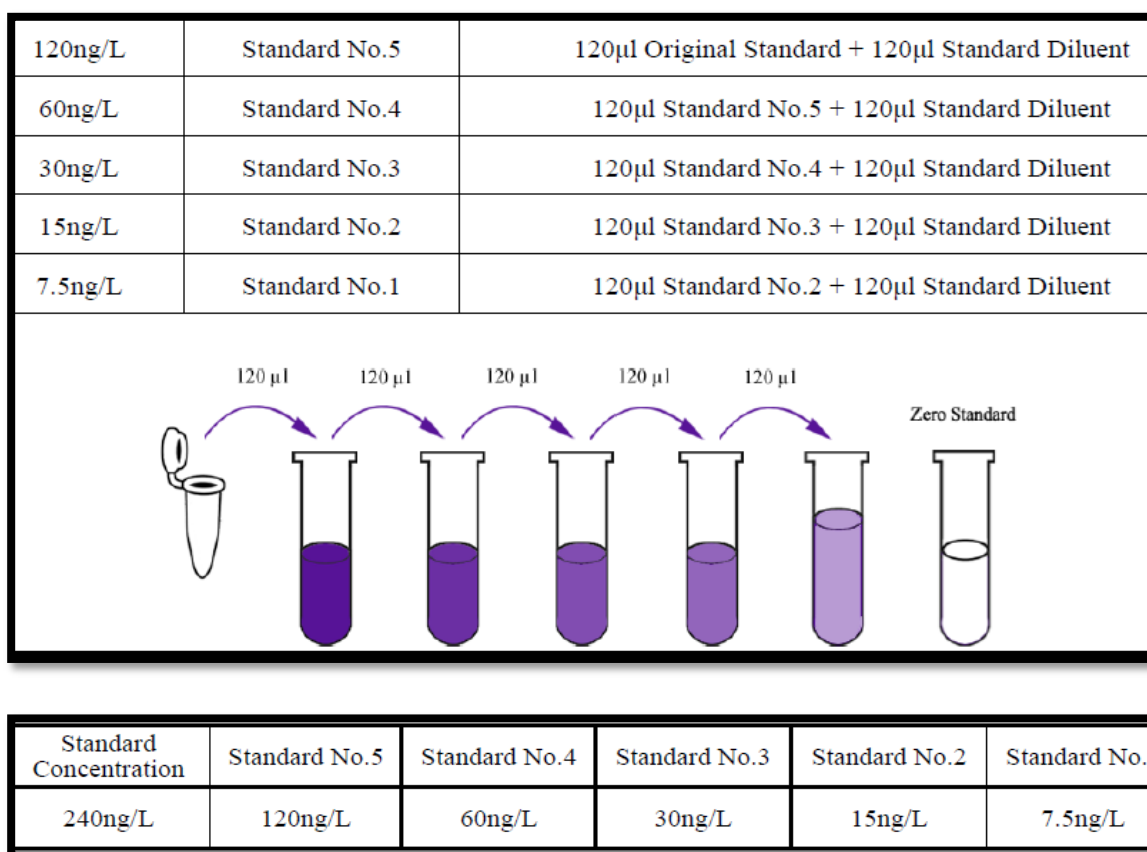 120ng/L Standard No.5 120µl Original Standard + 120µl Standard Diluent
60ng/L Standard No.4 120µl Standard No.5 + 120µl Standard Diluent
30ng/L Standard No.3 120µl Standard No.4 + 120µl Standard Diluent
15ng/L Standard No.2 120µl Standard No.3 + 120µl Standard Diluent
7.5ng/L Standard No.1 120µl Standard No.2 + 120µl Standard Diluent
120 µl 120 µl 120 µl 120 µl 120 µl
Zero Standard
Standard Concentration Standard No.5 Standard No.4 Standard No.3 Standard No.2 Standard No.
240ng/L 120ng/L 60ng/L 30ng/L 15ng/L 7.5ng/L